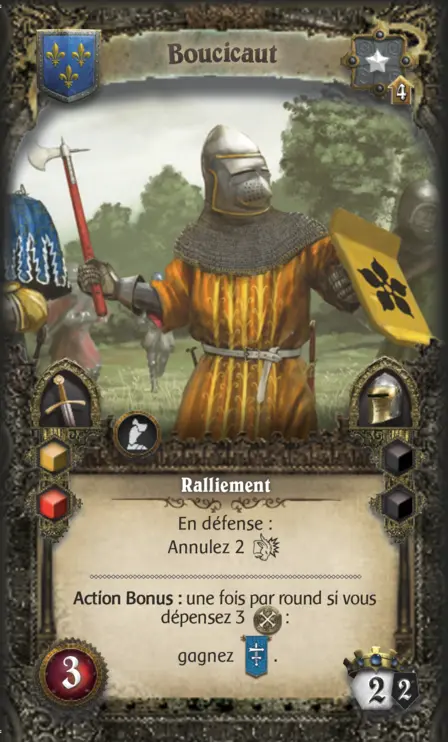 Boucicaut
4
Ralliement
En défense :
Annulez 2
Action Bonus : une fois par round si vous
dépensez 3 :
gagnez .
3
2 2